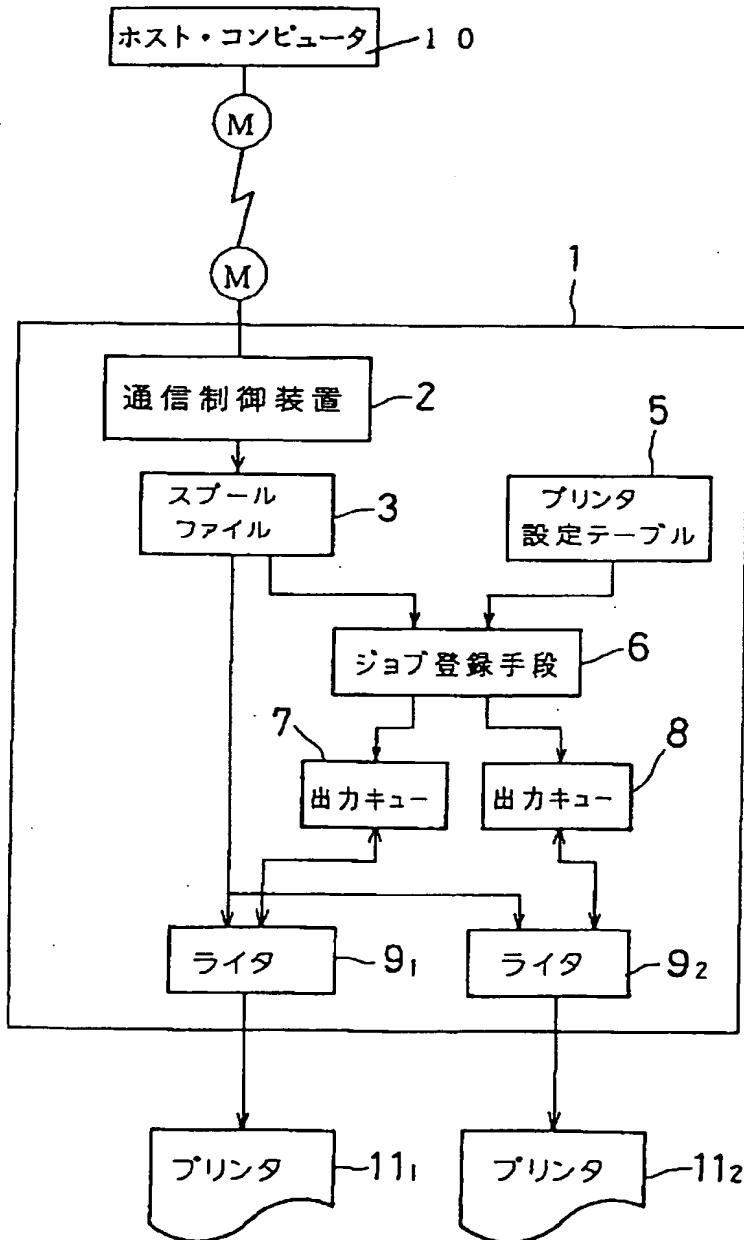 ホスト・コンピュータ
10
M
M
1
通信制御装置
2
スプール
ファイル
3
5
プリンタ
設定テーブル
ジョブ登録手段
6
7
出力キュー
8
出力キュー
ライタ
9₁
ライタ
9₂
プリンタ
11₁
プリンタ
11₂